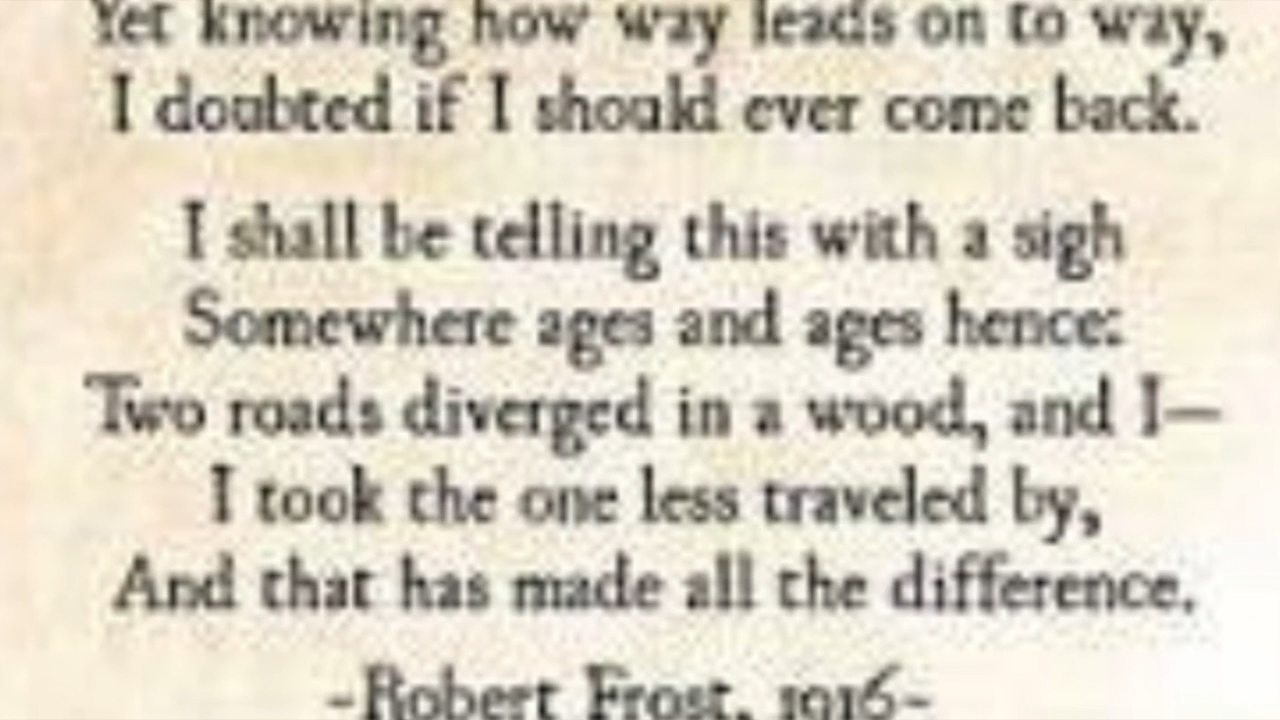 Yet knowing how way leads on to way,
I doubted if I should ever come back.
I shall be telling this with a sigh
Somewhere ages and ages hence:
Two roads diverged in a wood, and I—
I took the one less traveled by,
And that has made all the difference.
-Robert Frost, 1916-